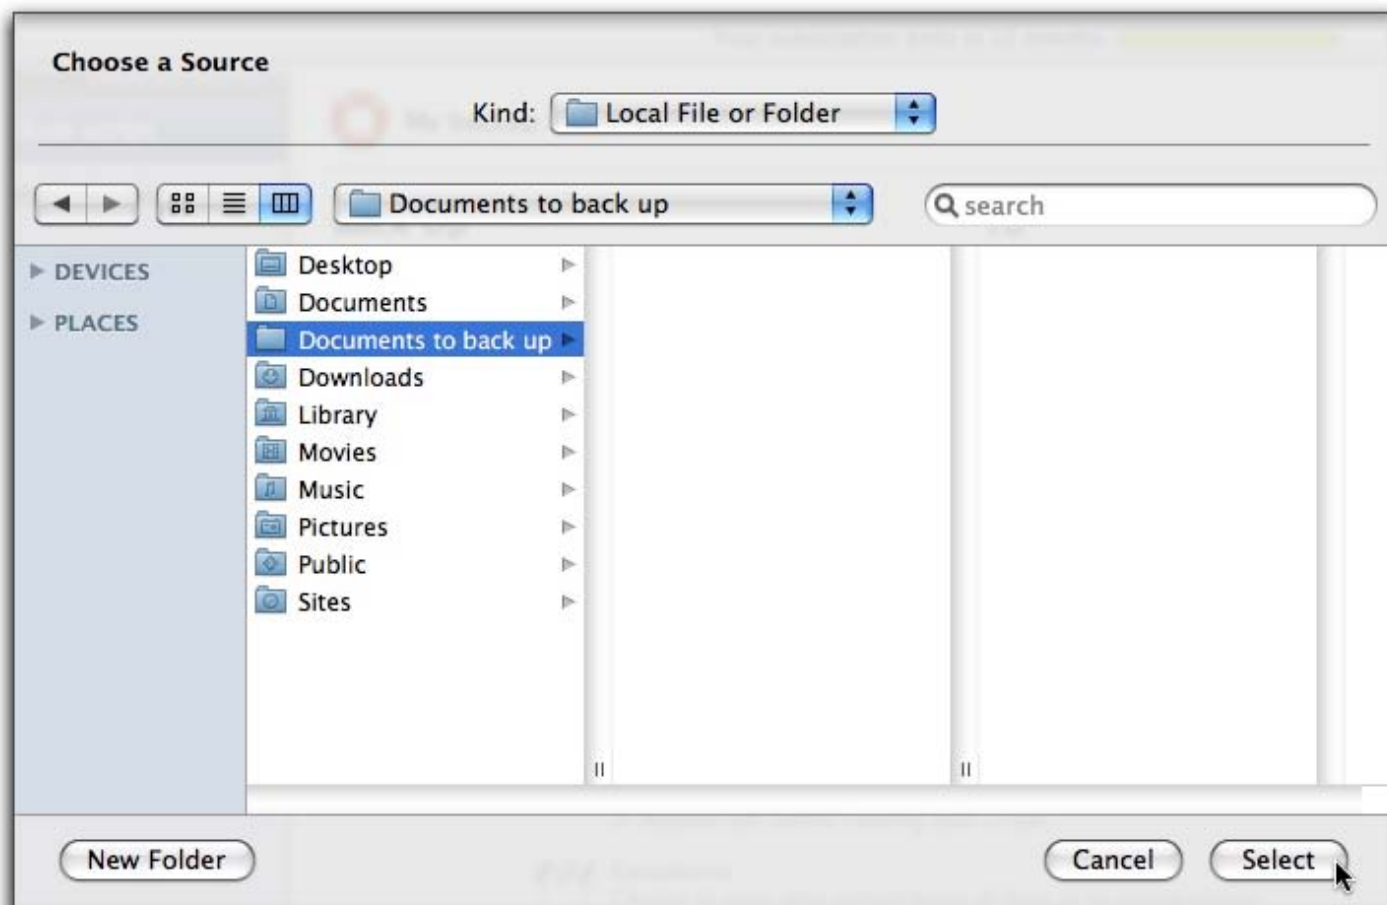 Choose a Source
Kind: Local File or Folder
Documents to back up
search
DEVICES
PLACES
Desktop
Documents
Documents to back up
Downloads
Library
Movies
Music
Pictures
Public
Sites
New Folder
Cancel
Select